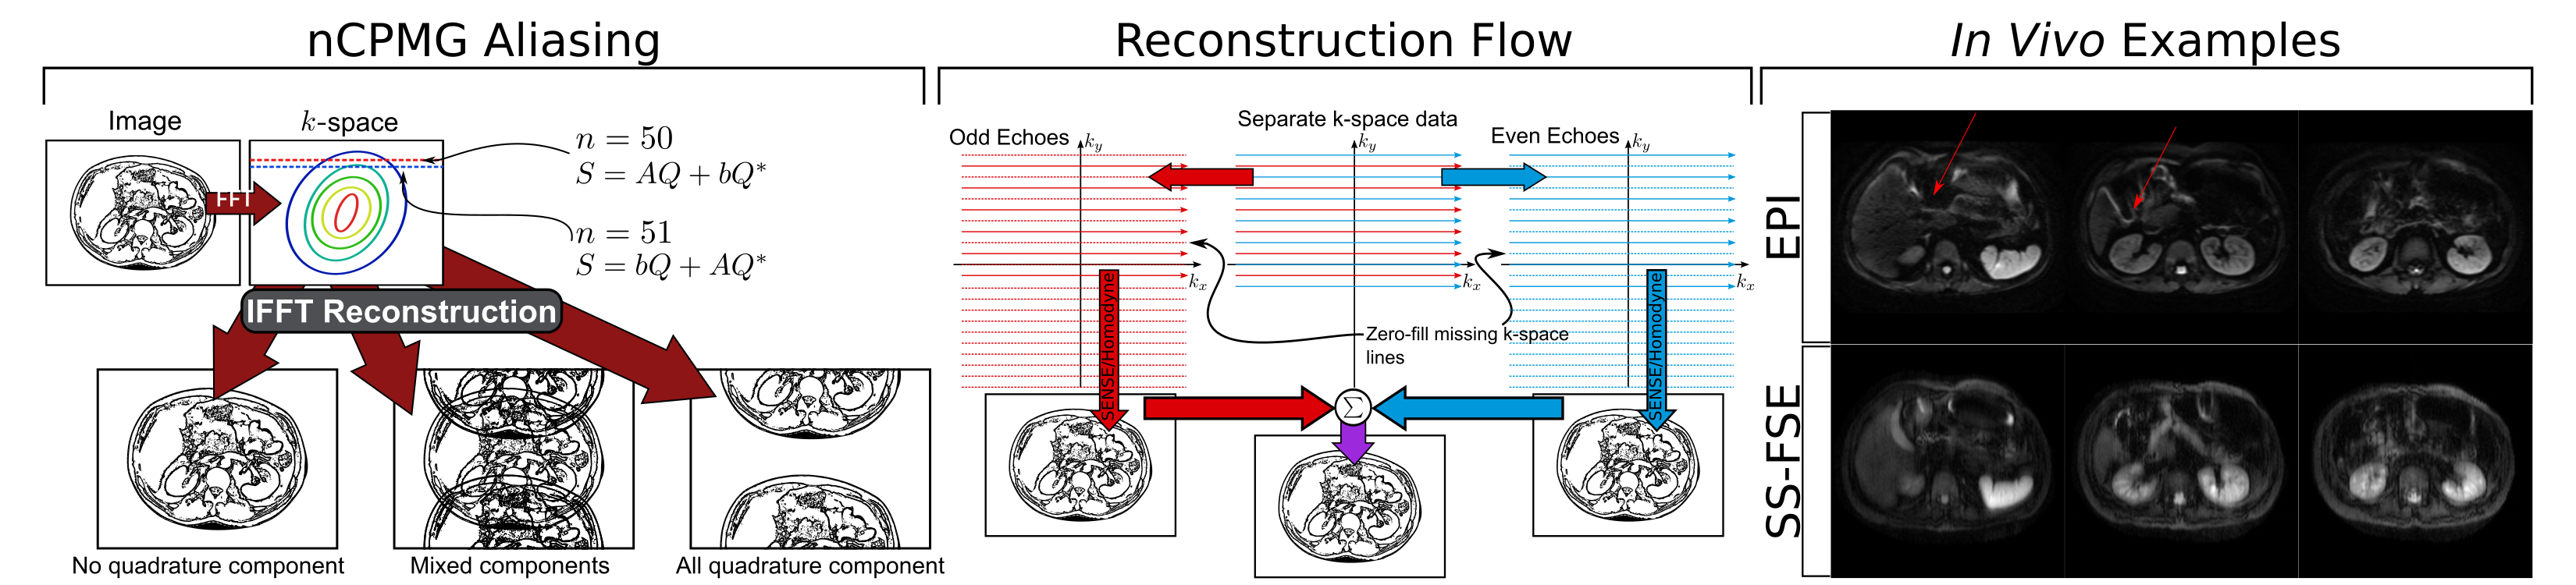 nCPMG Aliasing
Image
k-space
FFT
n = 50
S = AQ + bQ*
n = 51
S = bQ + AQ*
IFFT Reconstruction
No quadrature component
Mixed components
All quadrature component
Reconstruction Flow
Odd Echoes
Separate k-space data
Even Echoes
k_y
k_y
k_y
k_x
k_x
k_x
Zero-fill missing k-space
lines
SENSE/Homodyne
SENSE/Homodyne
Σ
In Vivo Examples
EPI
SS-FSE